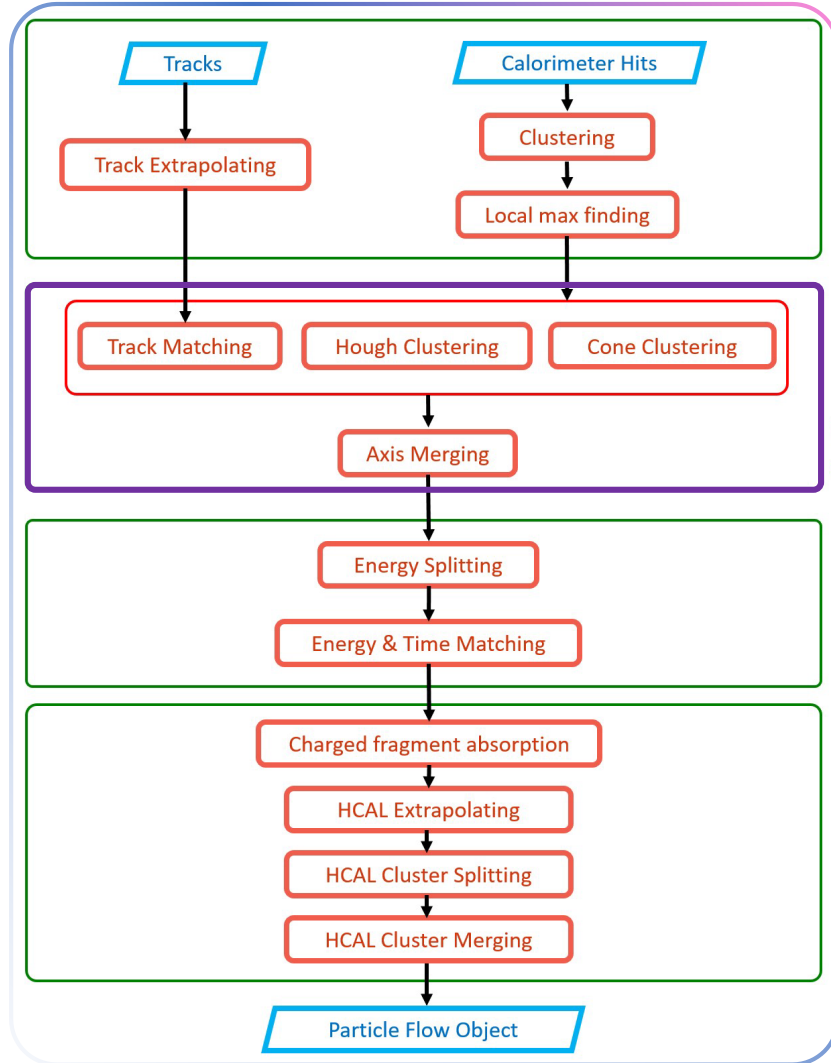 Tracks
Calorimeter Hits
Track Extrapolating
Clustering
Local max finding
Track Matching
Hough Clustering
Cone Clustering
Axis Merging
Energy Splitting
Energy & Time Matching
Charged fragment absorption
HCAL Extrapolating
HCAL Cluster Splitting
HCAL Cluster Merging
Particle Flow Object